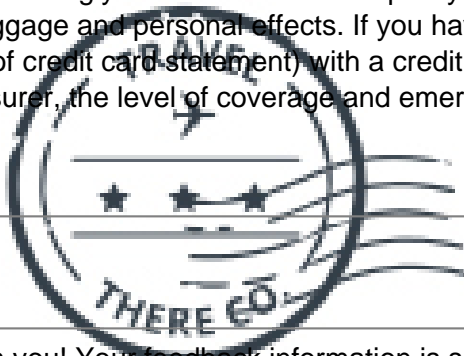 ggage and personal effects. If you ha
of credit card statement) with a credit
surer, the level of coverage and emer
TRAVEL
THERE CO.
you! Your feedback information is